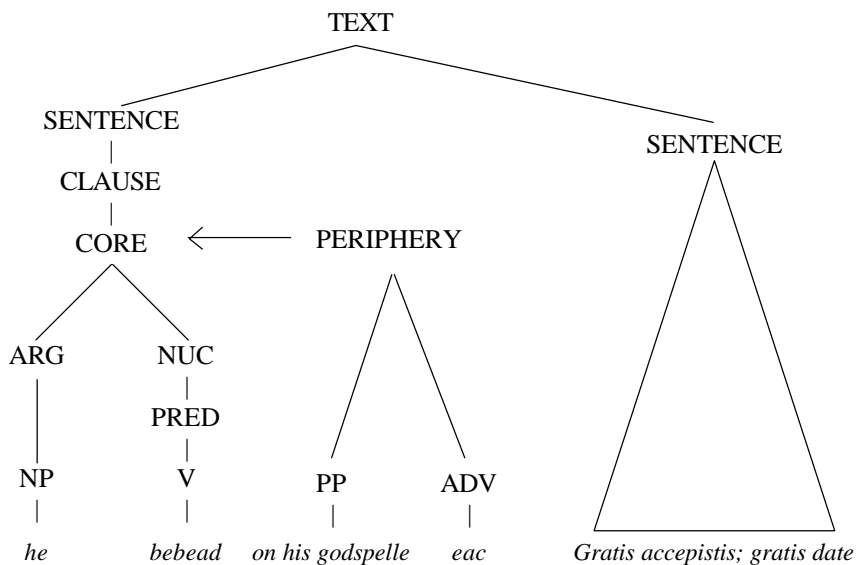 TEXT
SENTENCE
SENTENCE
CLAUSE
CORE
PERIPHERY
ARG
NUC
PRED
NP
V
PP
ADV
he
bebead
on his godspelle
eac
Gratis accepistis; gratis date